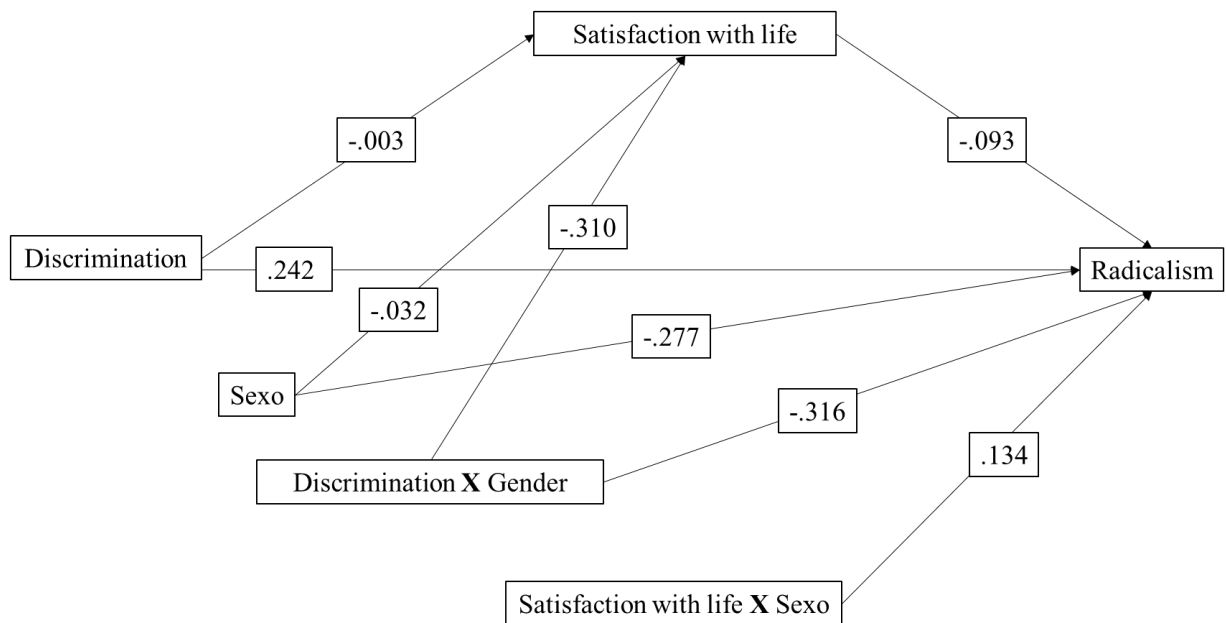 Satisfaction with life
-.003
-.093
-.310
Discrimination
.242
Radicalism
-.032
-.277
Sexo
-.316
.134
Discrimination X Gender
Satisfaction with life X Sexo